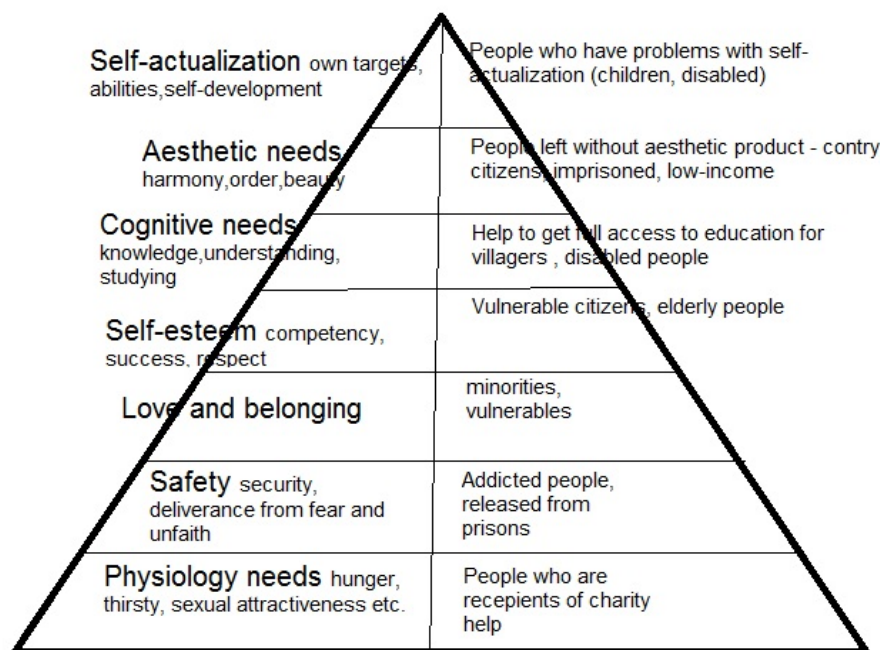 Self-actualization own targets,
abilities,self-development
People who have problems with self-
actualization (children, disabled)
Aesthetic needs
harmony,order,beauty
People left without aesthetic product - contry
citizens, imprisoned, low-income
Cognitive needs
knowledge,understanding,
studying
Help to get full access to education for
villagers , disabled people
Self-esteem competency,
success, respect
Vulnerable citizens, elderly people
Love and belonging
minorities,
vulnerables
Safety security,
deliverance from fear and
unfaith
Addicted people,
released from
prisons
Physiology needs hunger,
thirsty, sexual attractiveness etc.
People who are
recepients of charity
help